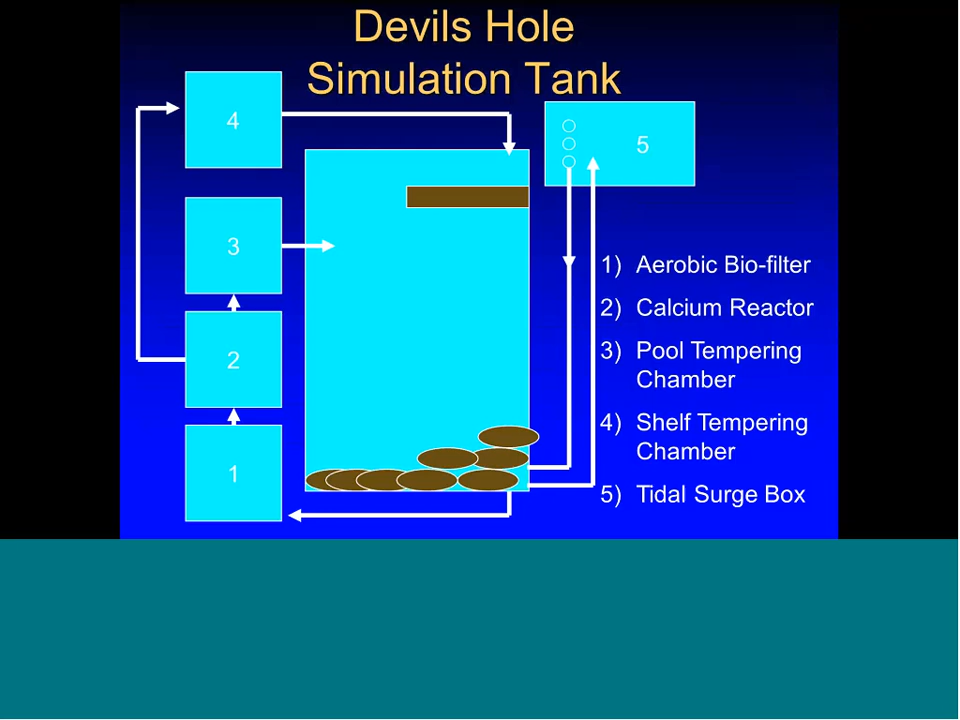 Devils Hole
Simulation Tank
4
5
3
2
1
1) Aerobic Bio-filter
2) Calcium Reactor
3) Pool Tempering
Chamber
4) Shelf Tempering
Chamber
5) Tidal Surge Box